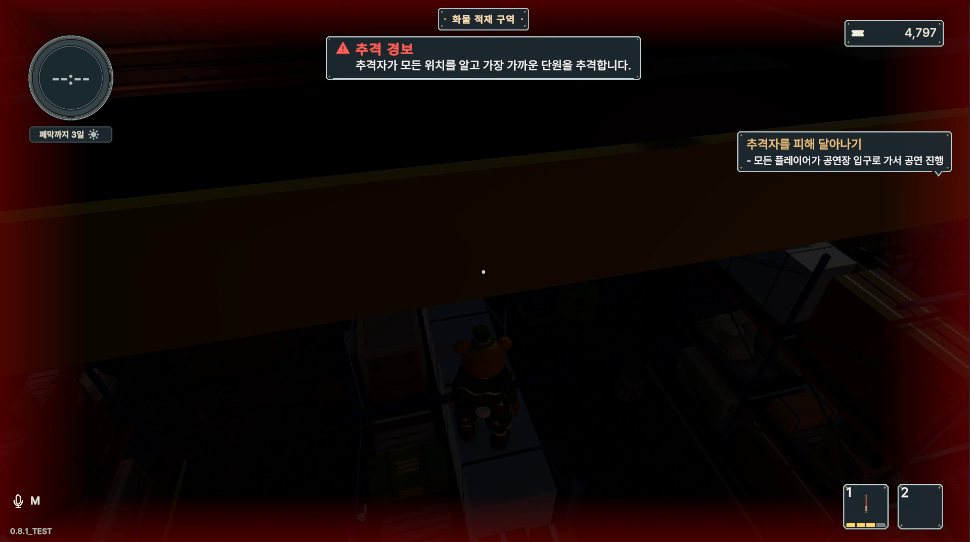 화물 적재 구역
추격 경보
추격자가 모든 위치를 알고 가장 가까운 단원을 추격합니다.
4,797
--:--
폐막까지 3일
추격자를 피해 달아나기
- 모든 플레이어가 공연장 입구로 가서 공연 진행
M
1
2
0.8.1_TEST